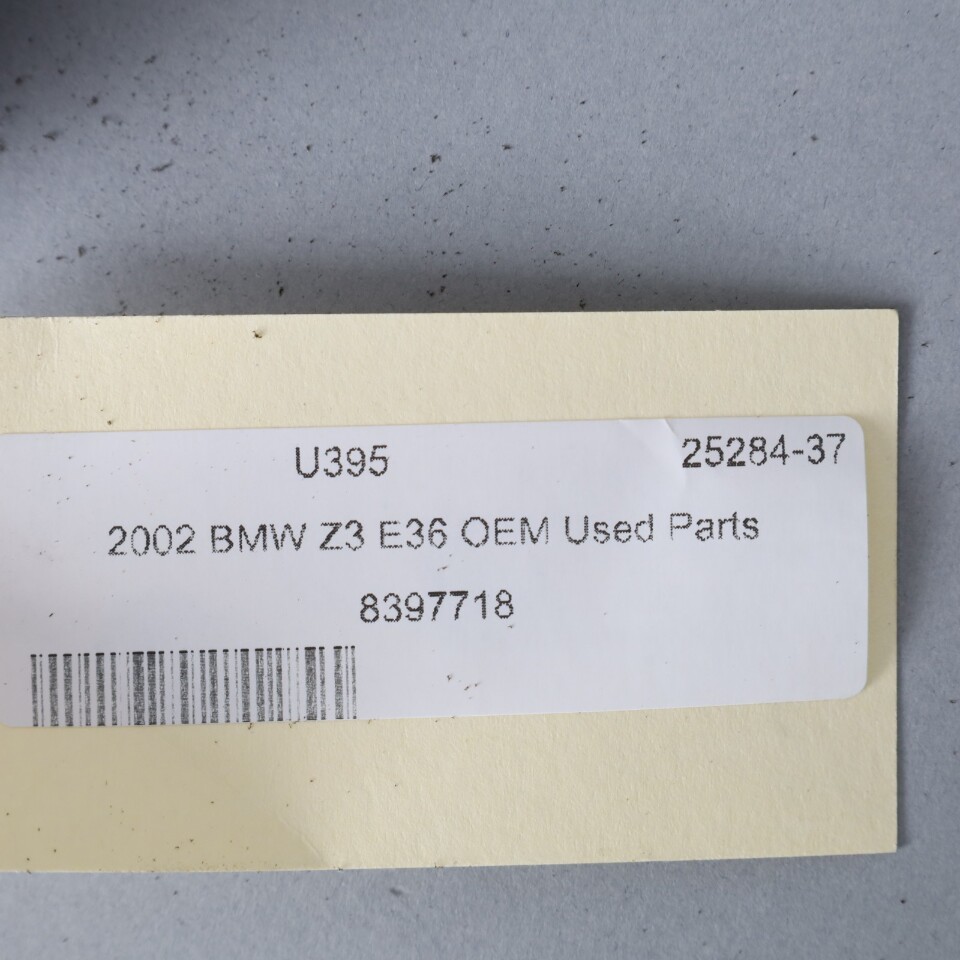 U395 25284-37
2002 BMW Z3 E36 OEM Used Parts
8397718